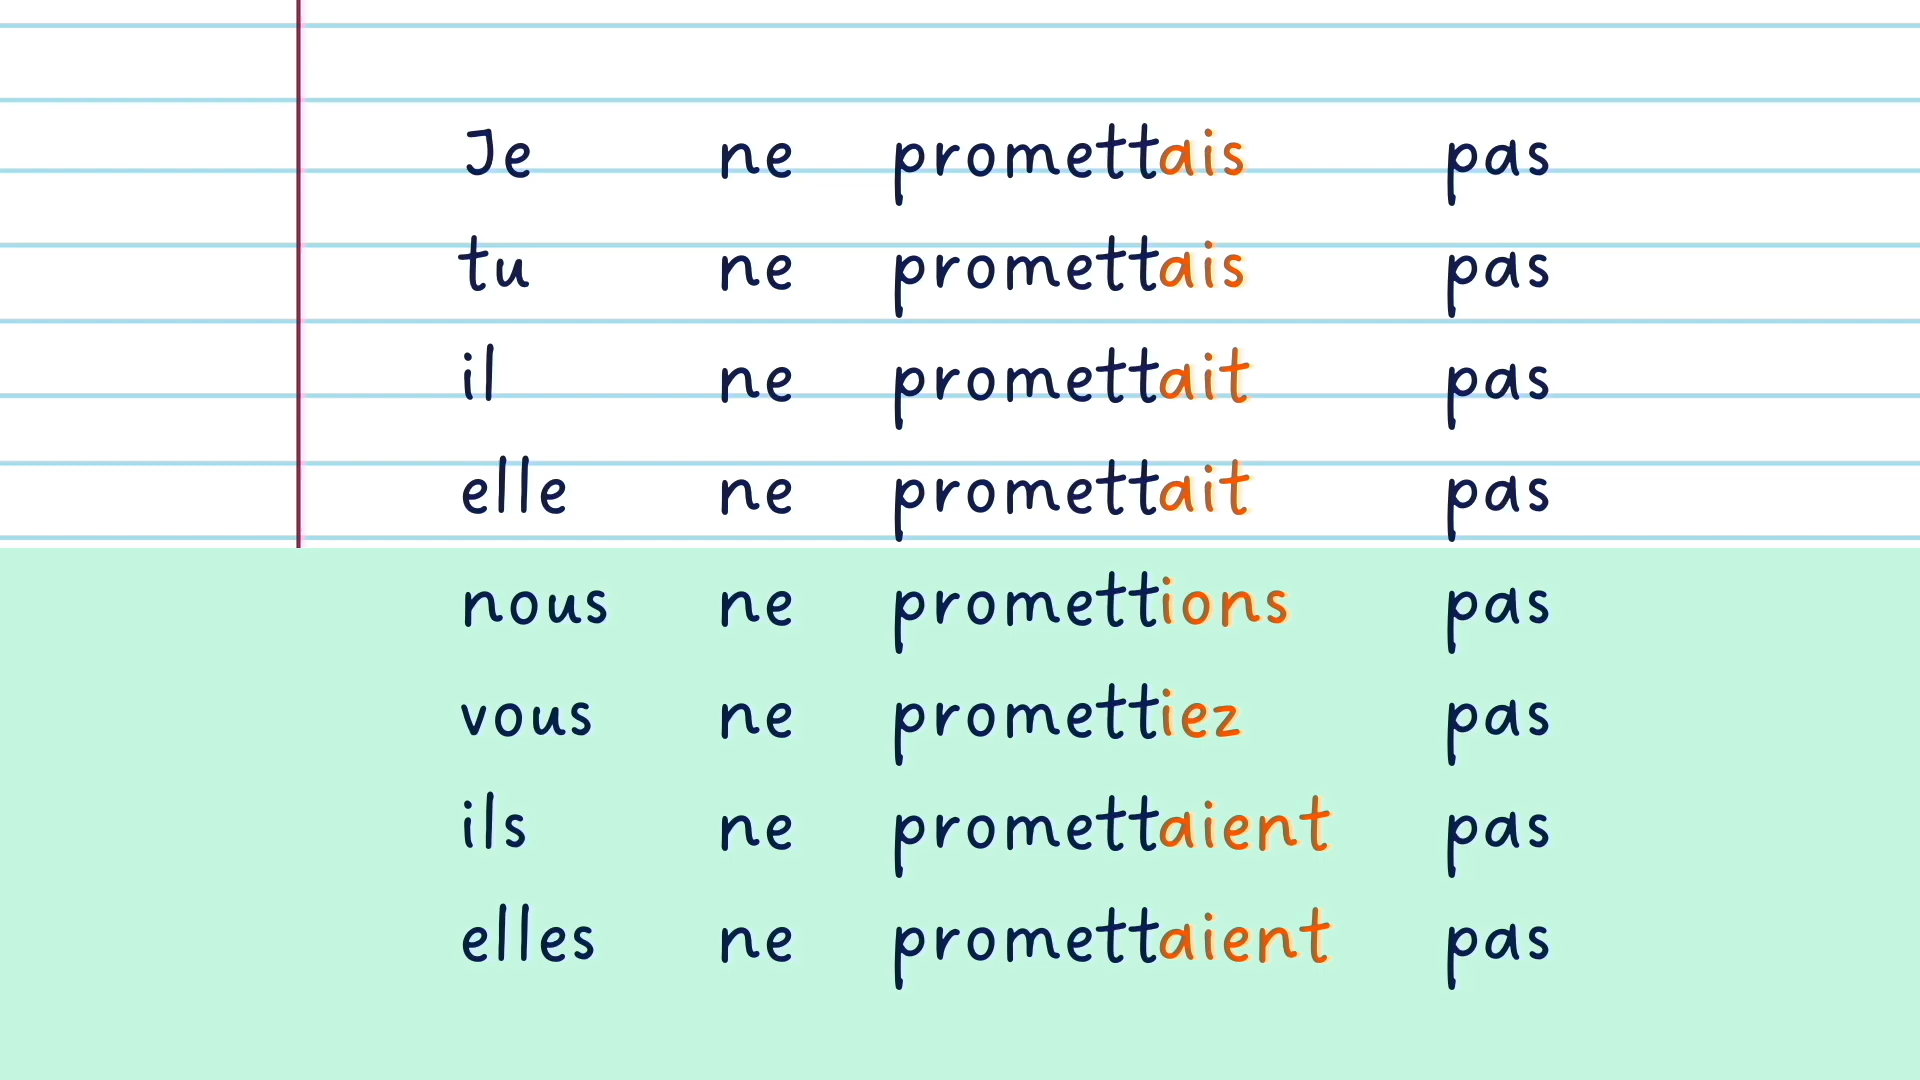 Je ne promettais pas
tu ne promettais pas
il ne promettait pas
elle ne promettait pas
nous ne promettions pas
vous ne promettiez pas
ils ne promettaient pas
elles ne promettaient pas